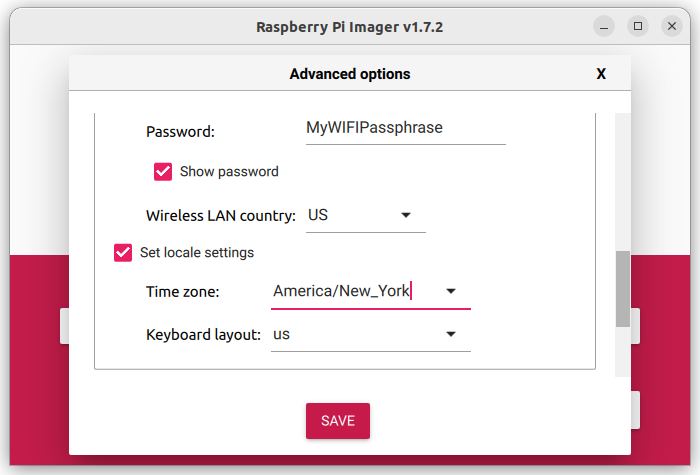 Raspberry Pi Imager v1.7.2
Advanced options X
Password: MyWIFIPassphrase
Show password
Wireless LAN country: US
Set locale settings
Time zone: America/New_York
Keyboard layout: us
SAVE